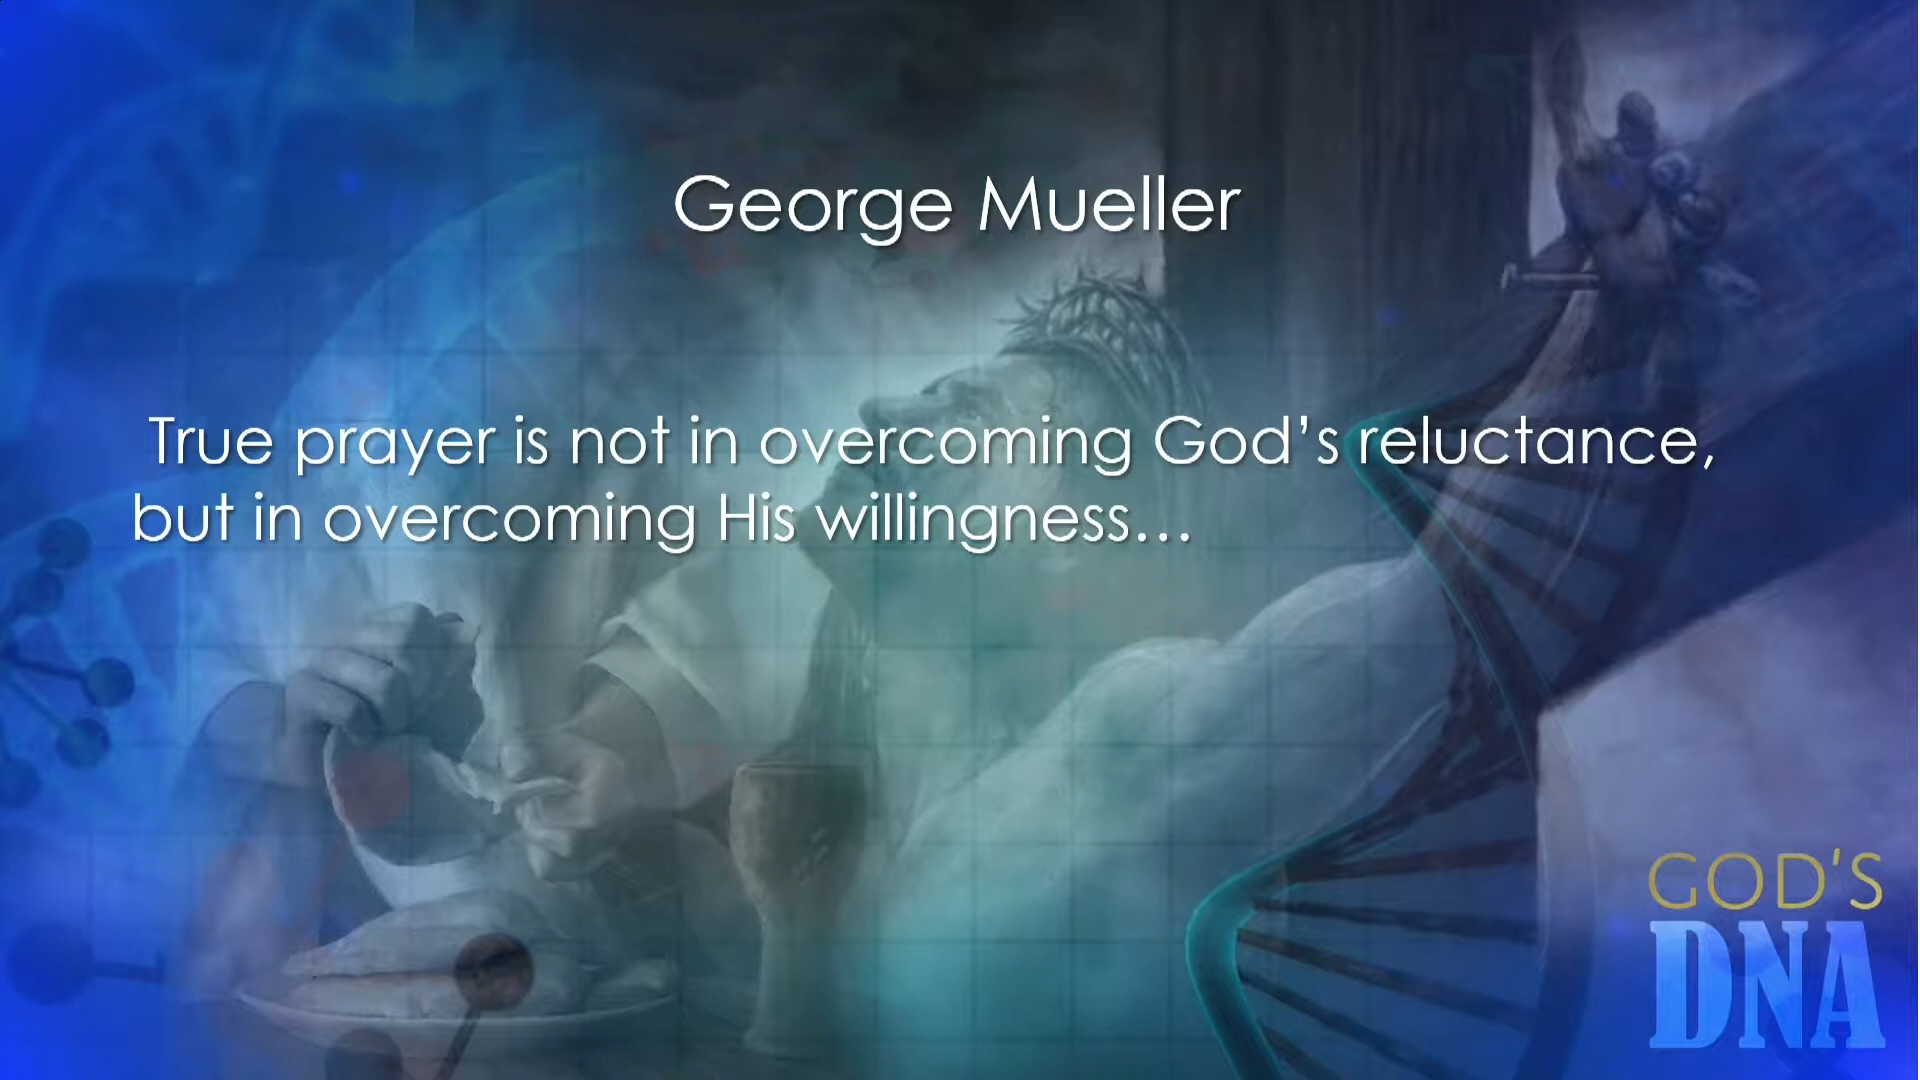 George Mueller
True prayer is not in overcoming God’s reluctance,
but in overcoming His willingness…
GOD'S
DNA